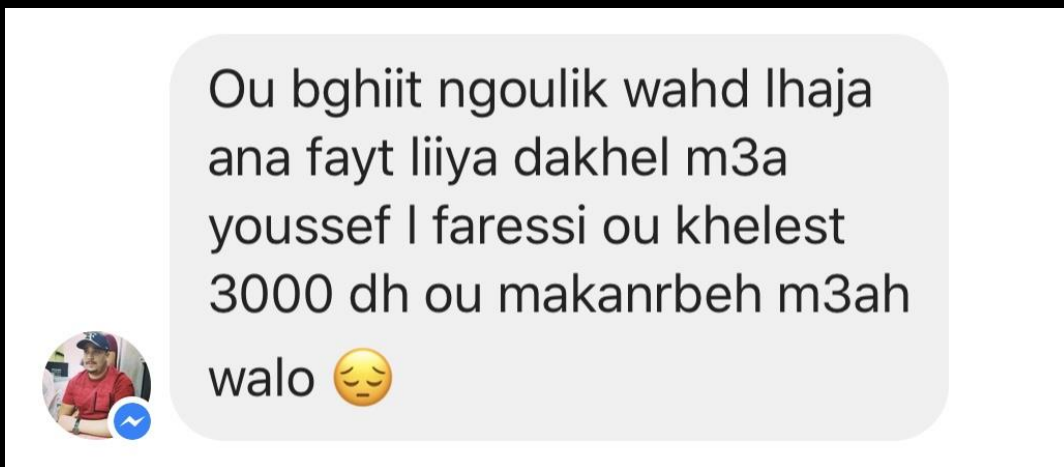 Ou bghiit ngoulik wahd lhaja
ana fayt liiya dakhel m3a
youssef l faressi ou khelest
3000 dh ou makanrbeh m3ah
walo 😔